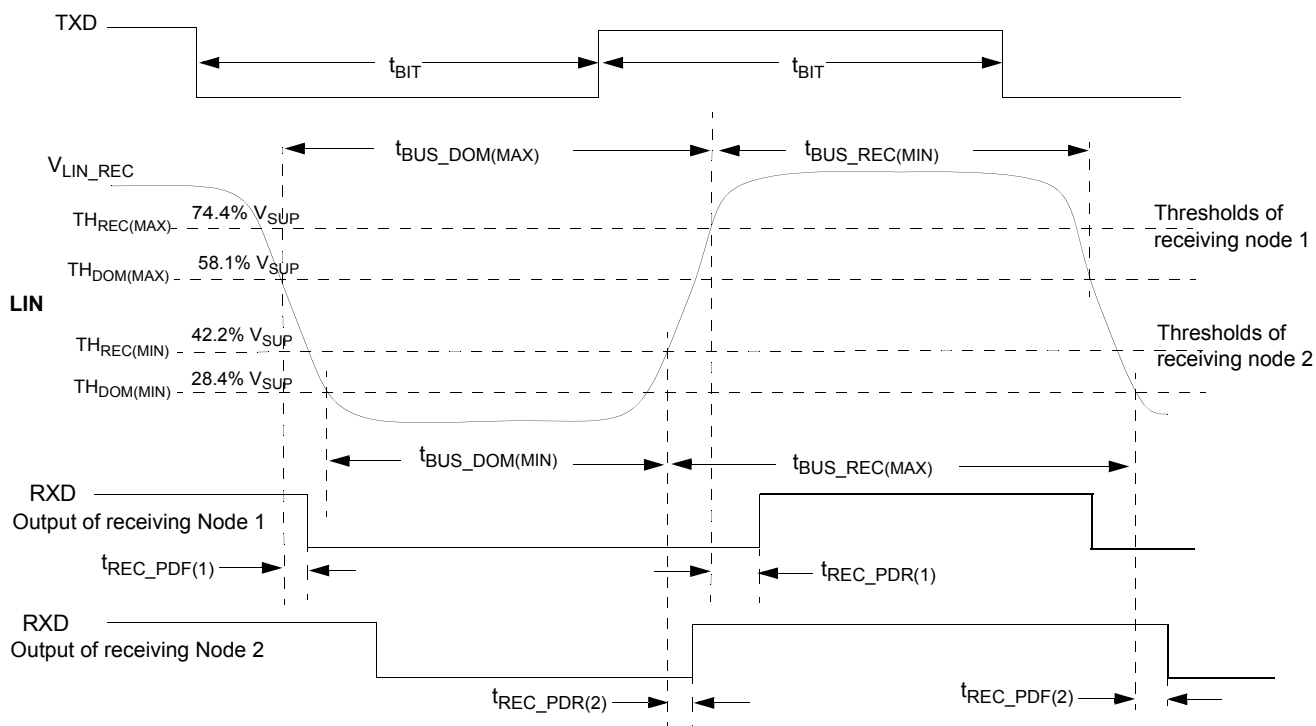 TXD
tBIT
tBIT
tBUS_DOM(MAX)
tBUS_REC(MIN)
VLIN_REC
THREC(MAX) 74.4% VSUP
Thresholds of
receiving node 1
THDOM(MAX) 58.1% VSUP
LIN
THREC(MIN) 42.2% VSUP
Thresholds of
receiving node 2
THDOM(MIN) 28.4% VSUP
tBUS_DOM(MIN)
tBUS_REC(MAX)
RXD
Output of receiving Node 1
tREC_PDF(1)
tREC_PDR(1)
RXD
Output of receiving Node 2
tREC_PDR(2)
tREC_PDF(2)